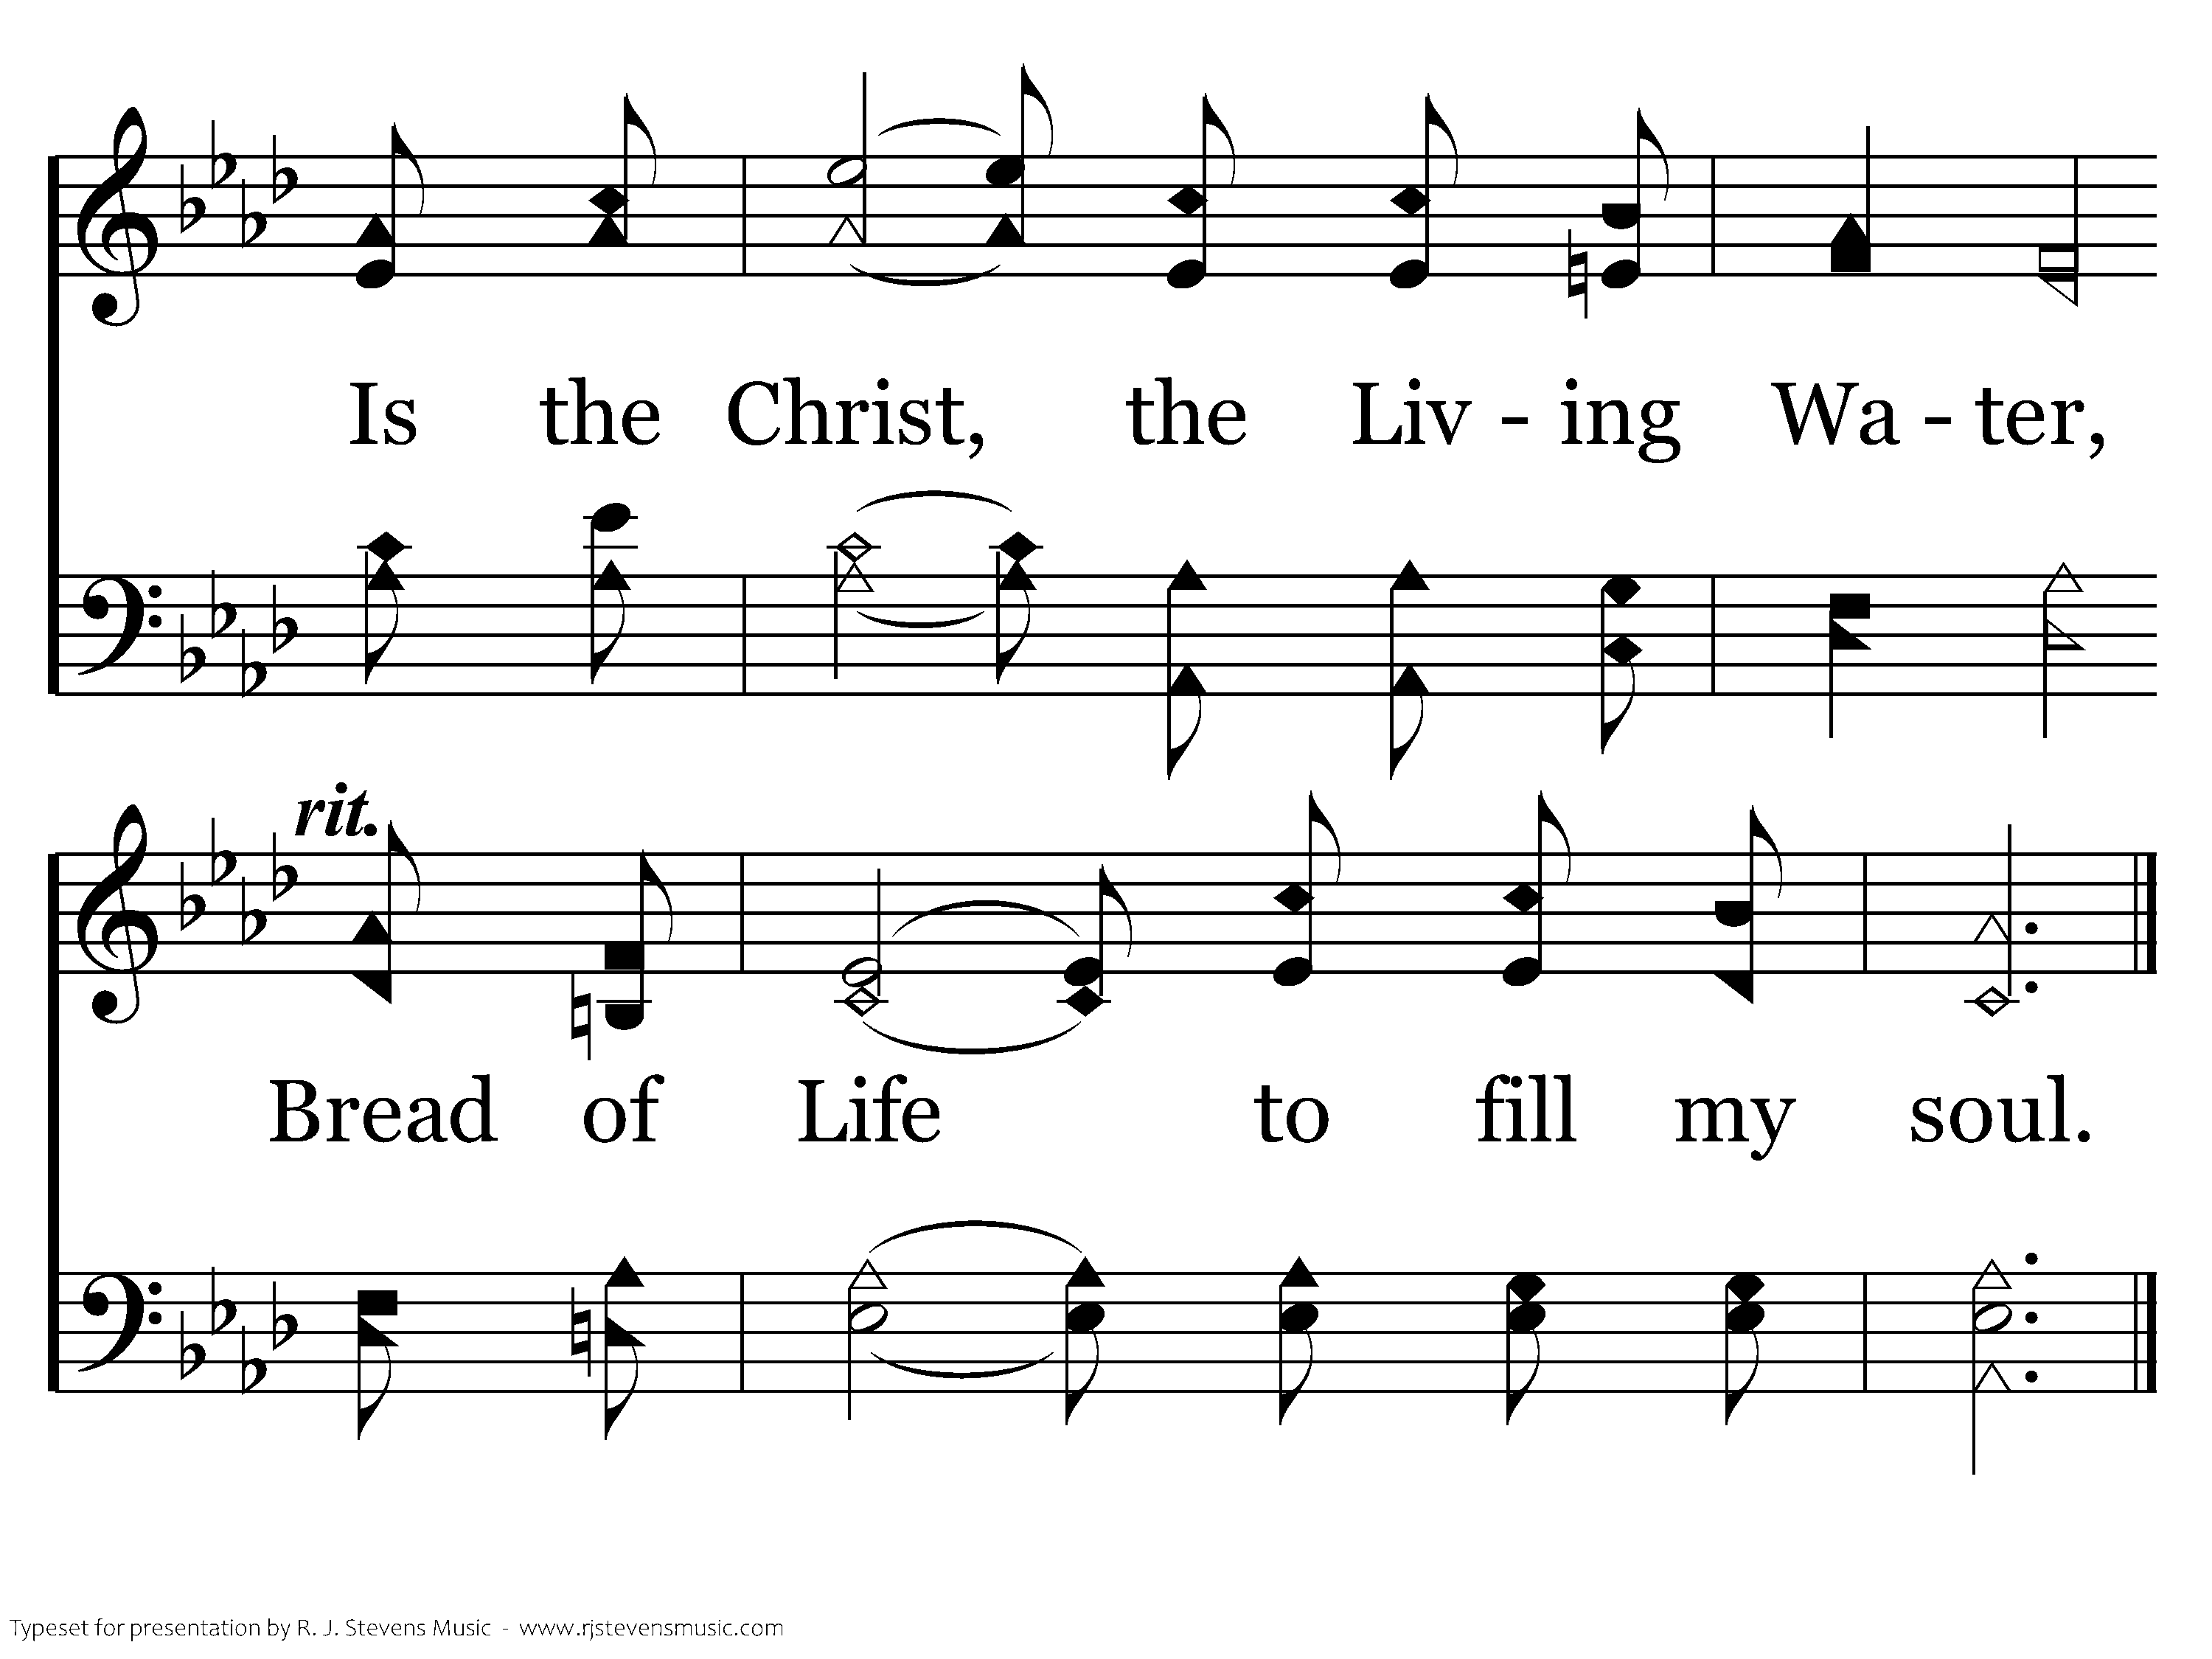 Is the Christ, the Liv - ing Wa - ter,
rit.
Bread of Life to fill my soul.
Typeset for presentation by R. J. Stevens Music - www.rjstevensmusic.com